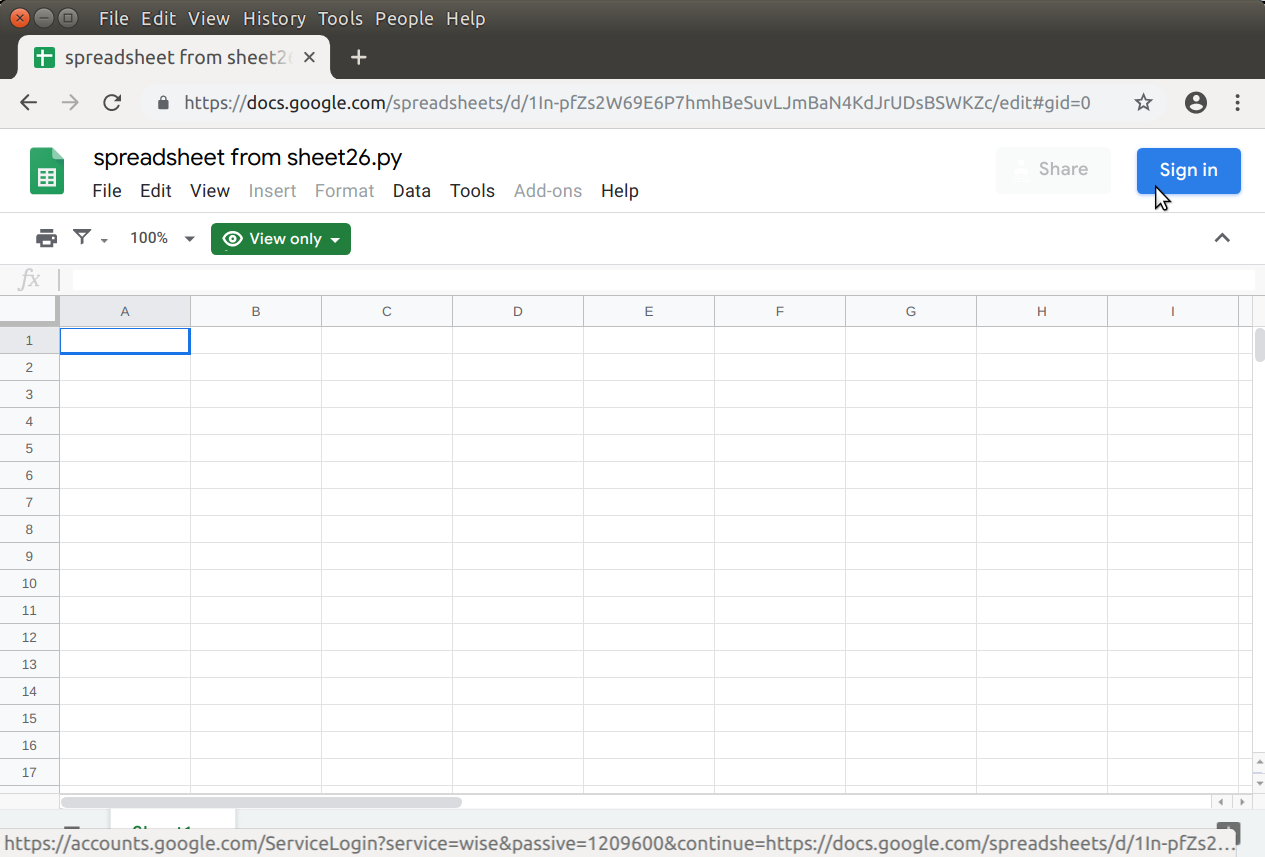 File Edit View History Tools People Help
spreadsheet from sheet26
https://docs.google.com/spreadsheets/d/1In-pfZs2W69E6P7hmhBeSuvLJmBaN4KdJrUDsBSWKZc/edit#gid=0
spreadsheet from sheet26.py
File Edit View Insert Format Data Tools Add-ons Help
Share
Sign in
100%
View only
fx
A B C D E F G H I
1
2
3
4
5
6
7
8
9
10
11
12
13
14
15
16
17
Sheet1
https://accounts.google.com/ServiceLogin?service=wise&passive=1209600&continue=https://docs.google.com/spreadsheets/d/1In-pfZs2...